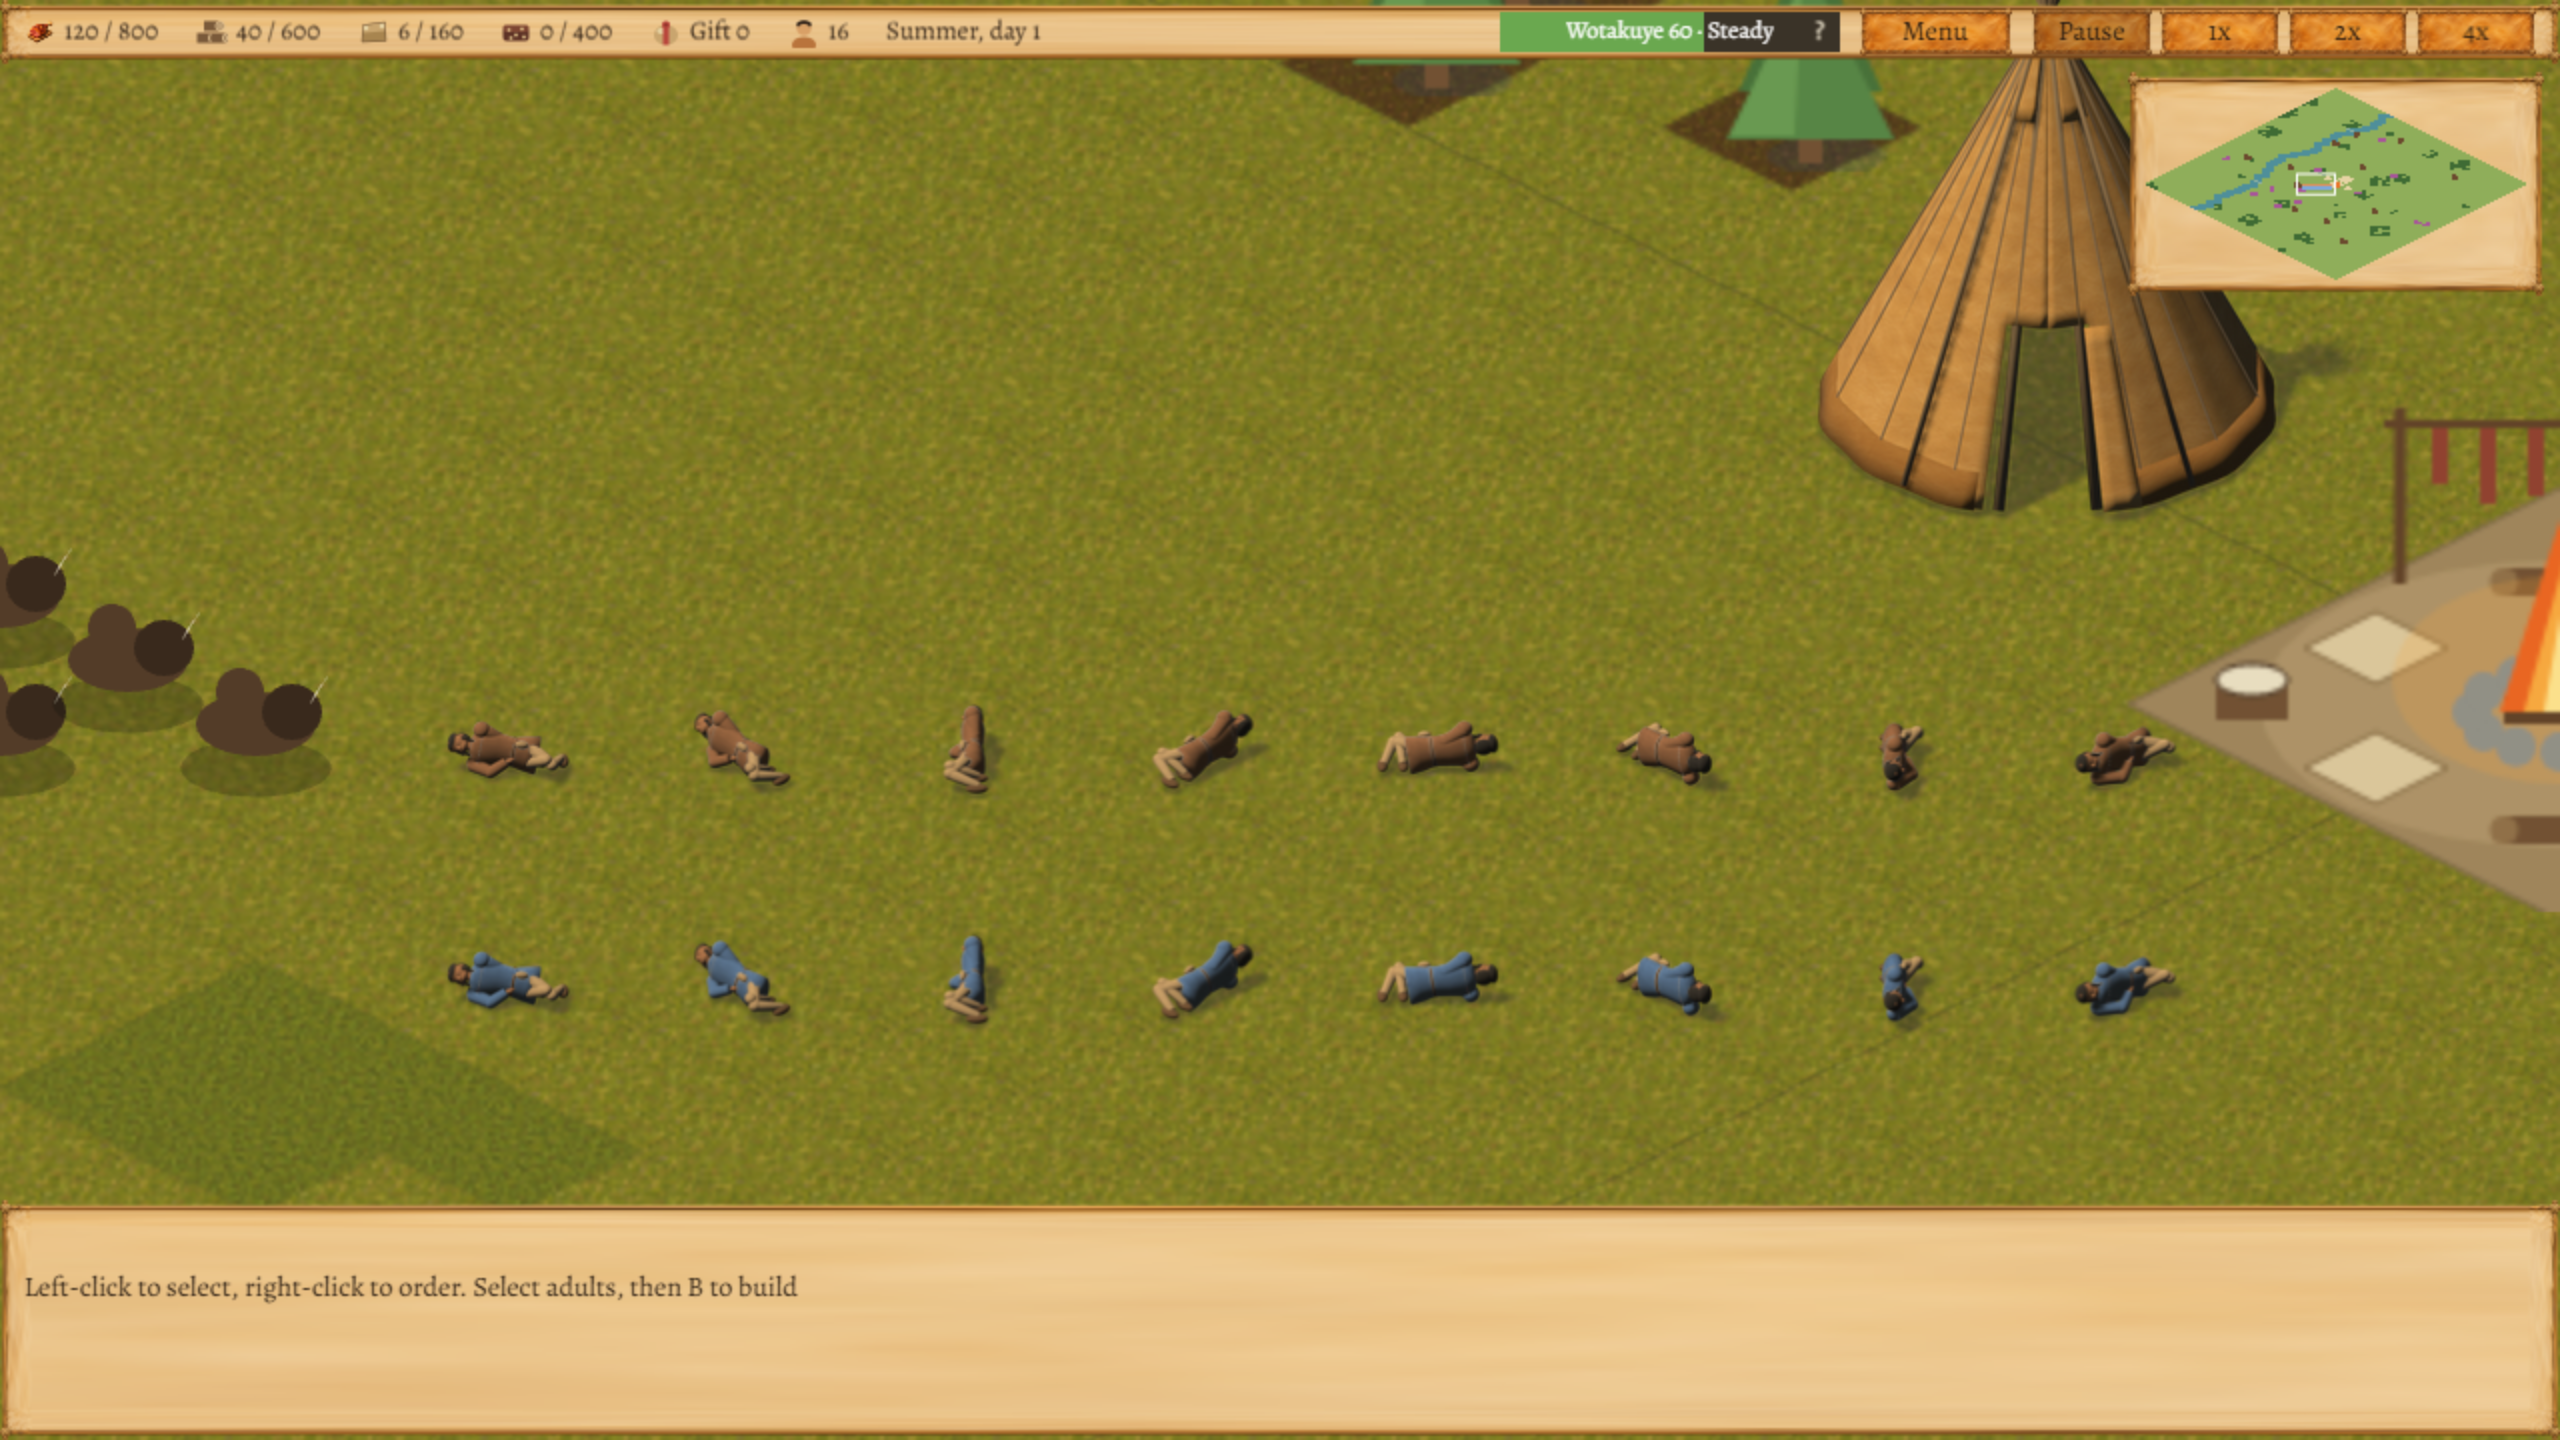 120 / 800 40 / 600 6 / 160 0 / 400 Gift 0 16 Summer, day 1 Wotakuye 60 · Steady ? Menu Pause 1x 2x 4x
Left-click to select, right-click to order. Select adults, then B to build